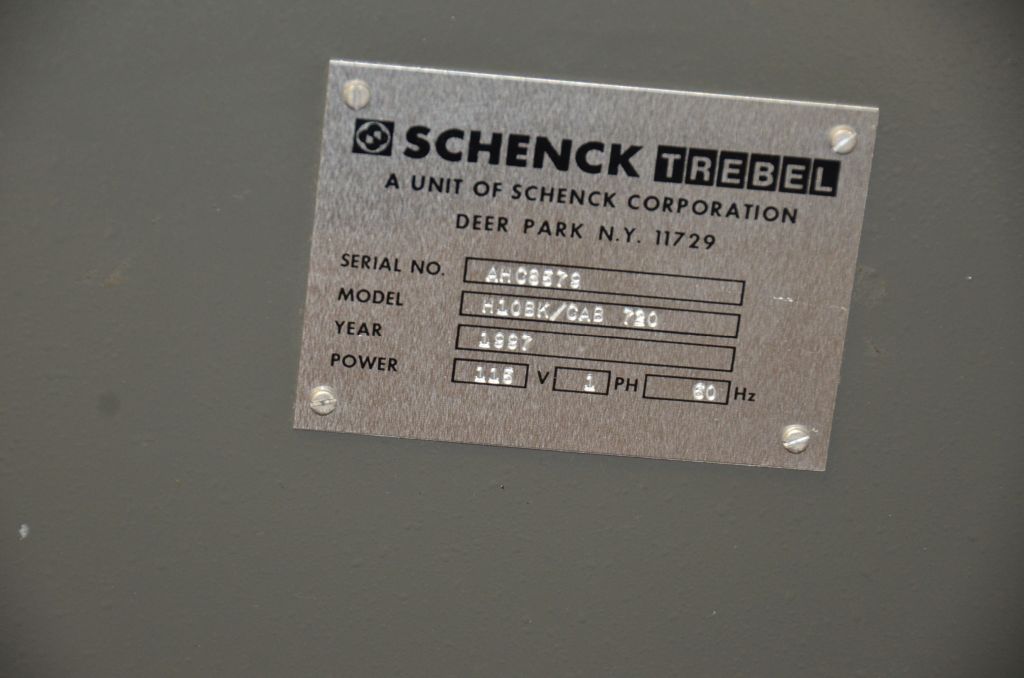 SCHENCK TREBEL
A UNIT OF SCHENCK CORPORATION
DEER PARK N.Y. 11729
SERIAL NO.
MODEL H10BK/CAB 720
YEAR 1997
POWER 115 V 1 PH 60 Hz